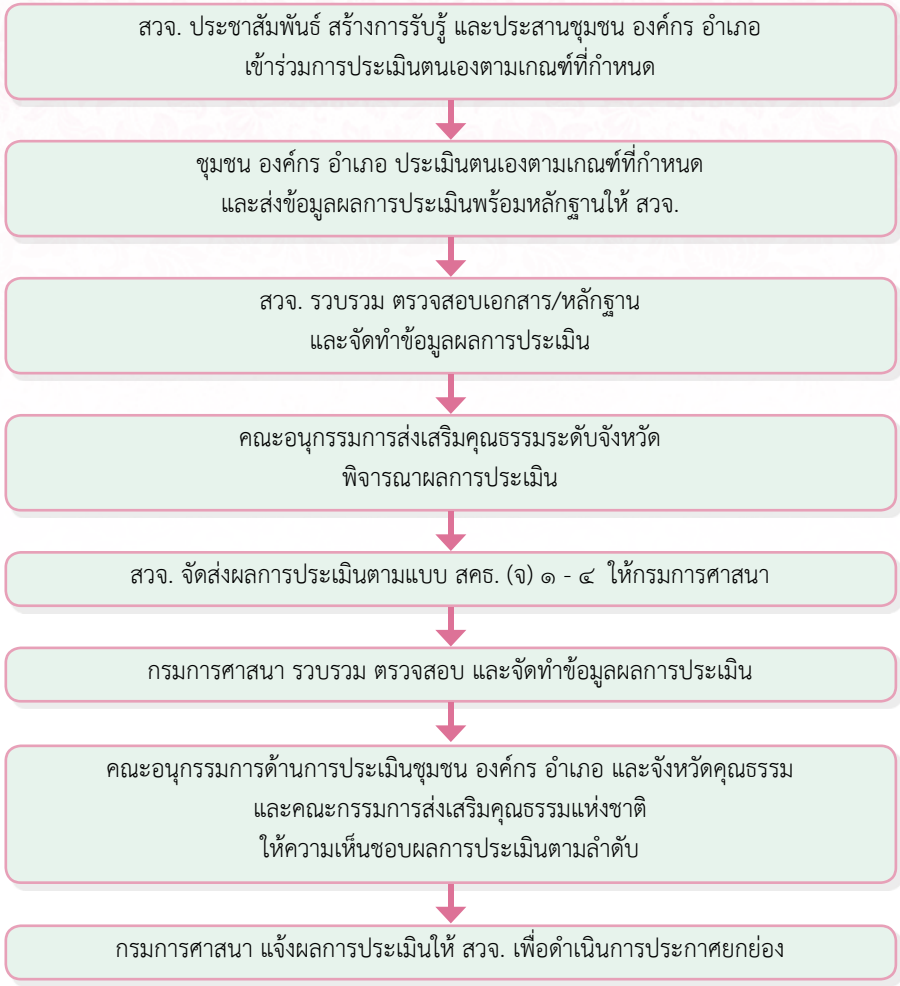 สวจ. ประชาสัมพันธ์ สร้างการรับรู้ และประสานชุมชน องค์กร อำเภอ
เข้าร่วมการประเมินตนเองตามเกณฑ์ที่กำหนด
ชุมชน องค์กร อำเภอ ประเมินตนเองตามเกณฑ์ที่กำหนด
และส่งข้อมูลผลการประเมินพร้อมหลักฐานให้ สวจ.
สวจ. รวบรวม ตรวจสอบเอกสาร/หลักฐาน
และจัดทำข้อมูลผลการประเมิน
คณะอนุกรรมการส่งเสริมคุณธรรมระดับจังหวัด
พิจารณาผลการประเมิน
สวจ. จัดส่งผลการประเมินตามแบบ สคธ. (จ) ๑ - ๔ ให้กรมการศาสนา
กรมการศาสนา รวบรวม ตรวจสอบ และจัดทำข้อมูลผลการประเมิน
คณะอนุกรรมการด้านการประเมินชุมชน องค์กร อำเภอ และจังหวัดคุณธรรม
และคณะกรรมการส่งเสริมคุณธรรมแห่งชาติ
ให้ความเห็นชอบผลการประเมินตามลำดับ
กรมการศาสนา แจ้งผลการประเมินให้ สวจ. เพื่อดำเนินการประกาศยกย่อง